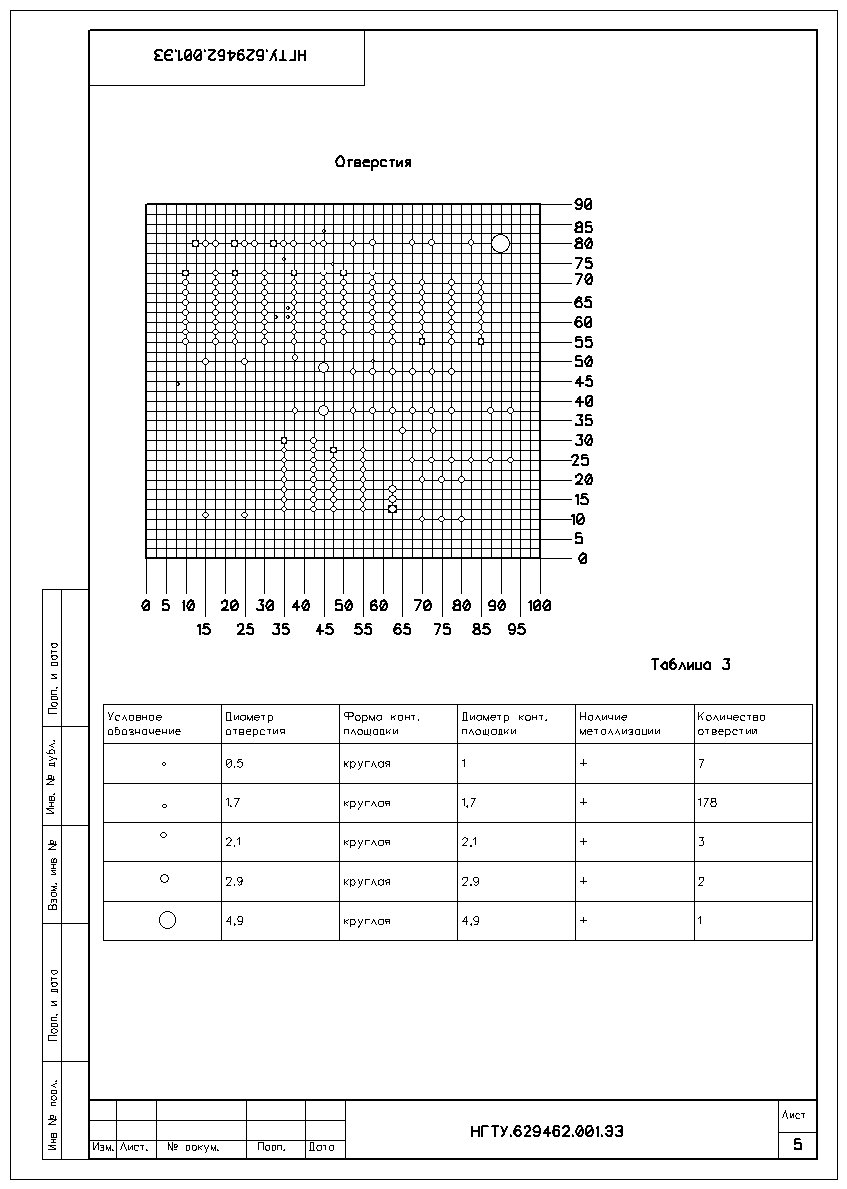 НГТУ.629462.001.ЭЗ
Отверстия
90
85
80
75
70
65
60
55
50
45
40
35
30
25
20
15
10
5
0
0 5 10 20 30 40 50 60 70 80 90 100
15 25 35 45 55 65 75 85 95
Таблица 3
Условное обозначение
Диаметр отверстия
Форма конт. площадки
Диаметр конт. площадки
Наличие металлизации
Количество отверстий
0.5 круглая 1 + 7
1.7 круглая 1.7 + 178
2.1 круглая 2.1 + 3
2.9 круглая 2.9 + 2
4.9 круглая 4.9 + 1
Подп. и дата
Инв. № дубл.
Взам. инв №
Подп. и дата
Инв № подл.
Изм. Лист. № докум. Подп. Дата
НГТУ.629462.001.ЭЗ
Лист
5